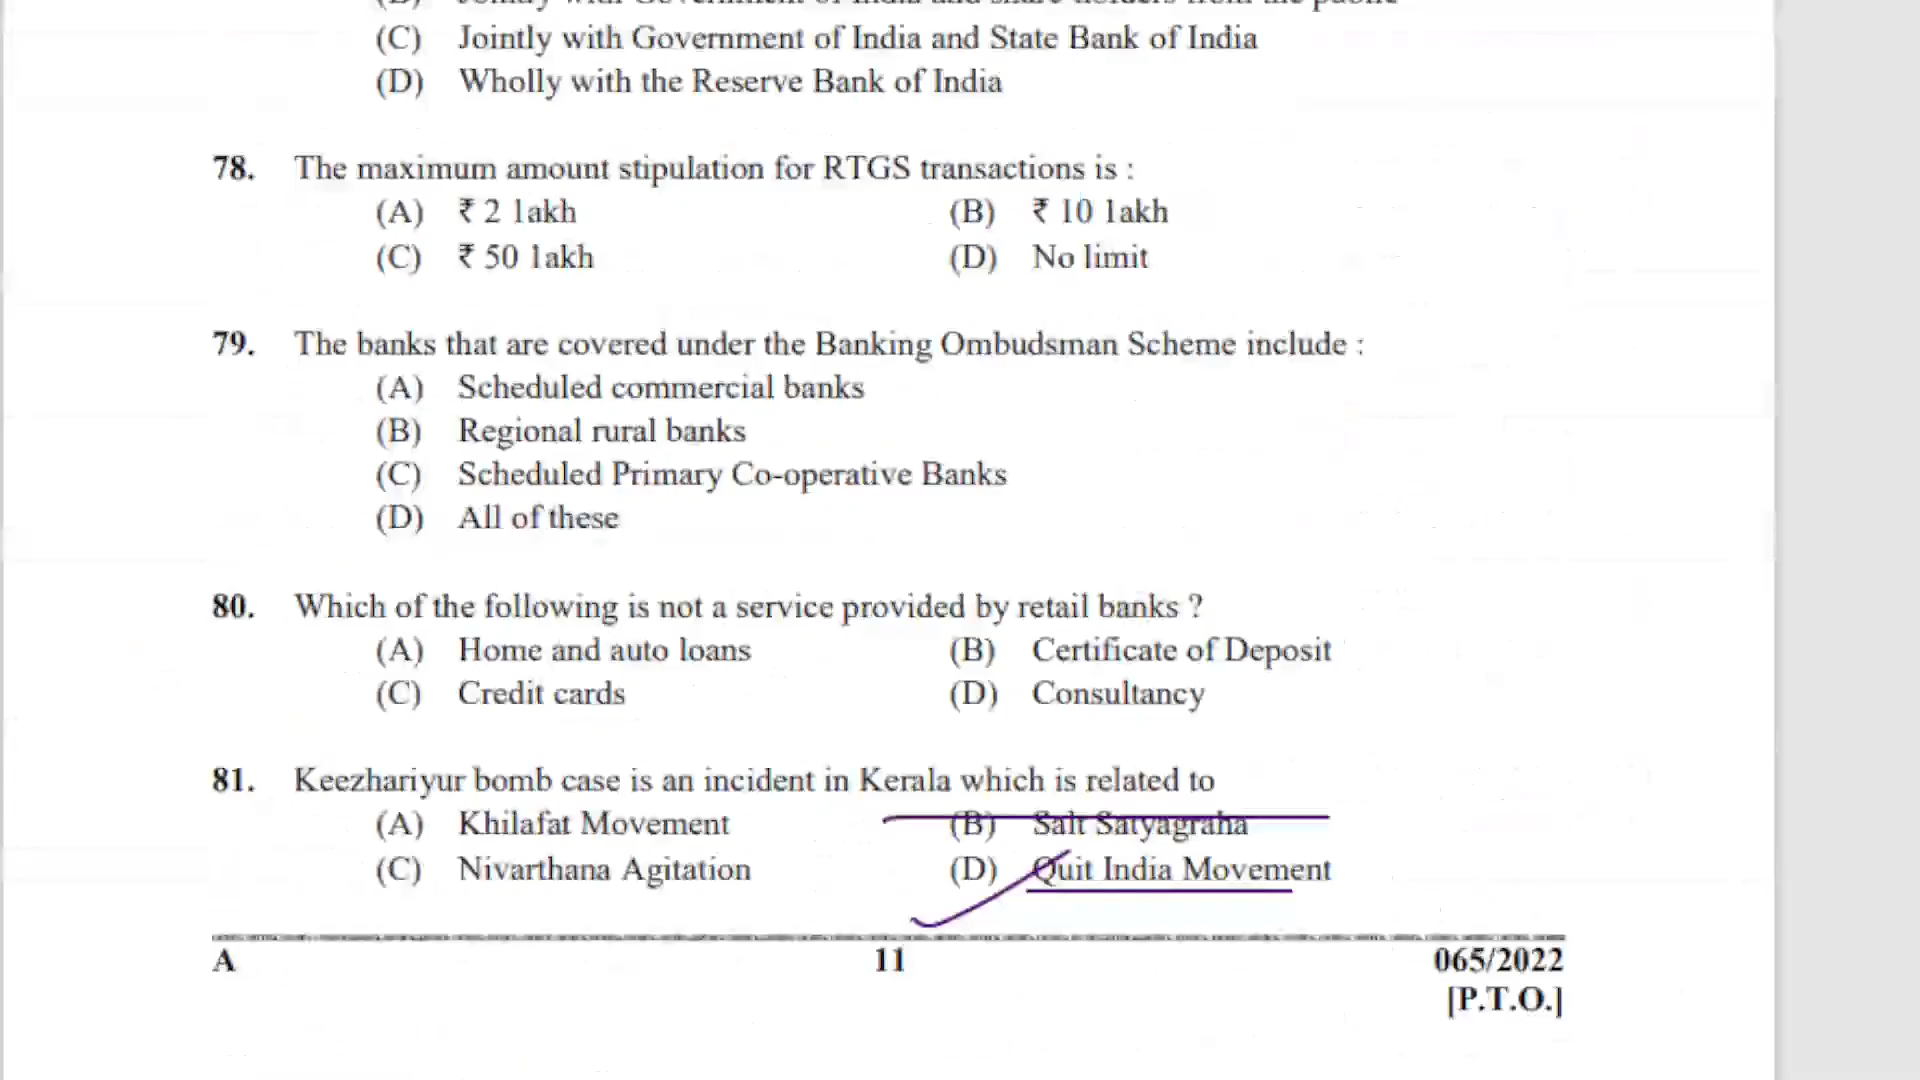 (C) Jointly with Government of India and State Bank of India
(D) Wholly with the Reserve Bank of India
78. The maximum amount stipulation for RTGS transactions is :
(A) ₹ 2 lakh (B) ₹ 10 lakh
(C) ₹ 50 lakh (D) No limit
79. The banks that are covered under the Banking Ombudsman Scheme include :
(A) Scheduled commercial banks
(B) Regional rural banks
(C) Scheduled Primary Co-operative Banks
(D) All of these
80. Which of the following is not a service provided by retail banks ?
(A) Home and auto loans (B) Certificate of Deposit
(C) Credit cards (D) Consultancy
81. Keezhariyur bomb case is an incident in Kerala which is related to
(A) Khilafat Movement (B) Salt Satyagraha
(C) Nivarthana Agitation (D) Quit India Movement
A 11 065/2022
[P.T.O.]